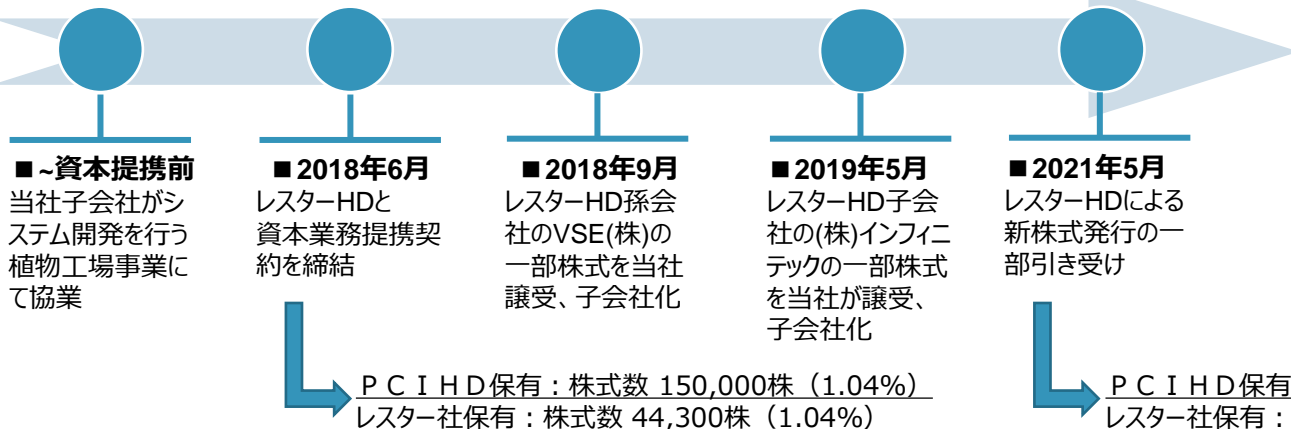 ■~資本提携前
当社子会社がシ
ステム開発を行う
植物工場事業に
て協業
■2018年6月
レスターHDと
資本業務提携契
約を締結
■2018年9月
レスターHD孫会
社のVSE(株)の
一部株式を当社
譲受、子会社化
■2019年5月
レスターHD子会
社の(株)インフィニ
テックの一部株式
を当社が譲受、
子会社化
■2021年5月
レスターHDによる
新株式発行の一
部引き受け
ＰＣＩＨＤ保有：株式数 150,000株（1.04%）
レスター社保有：株式数 44,300株（1.04%）
ＰＣＩＨＤ保有
レスター社保有：